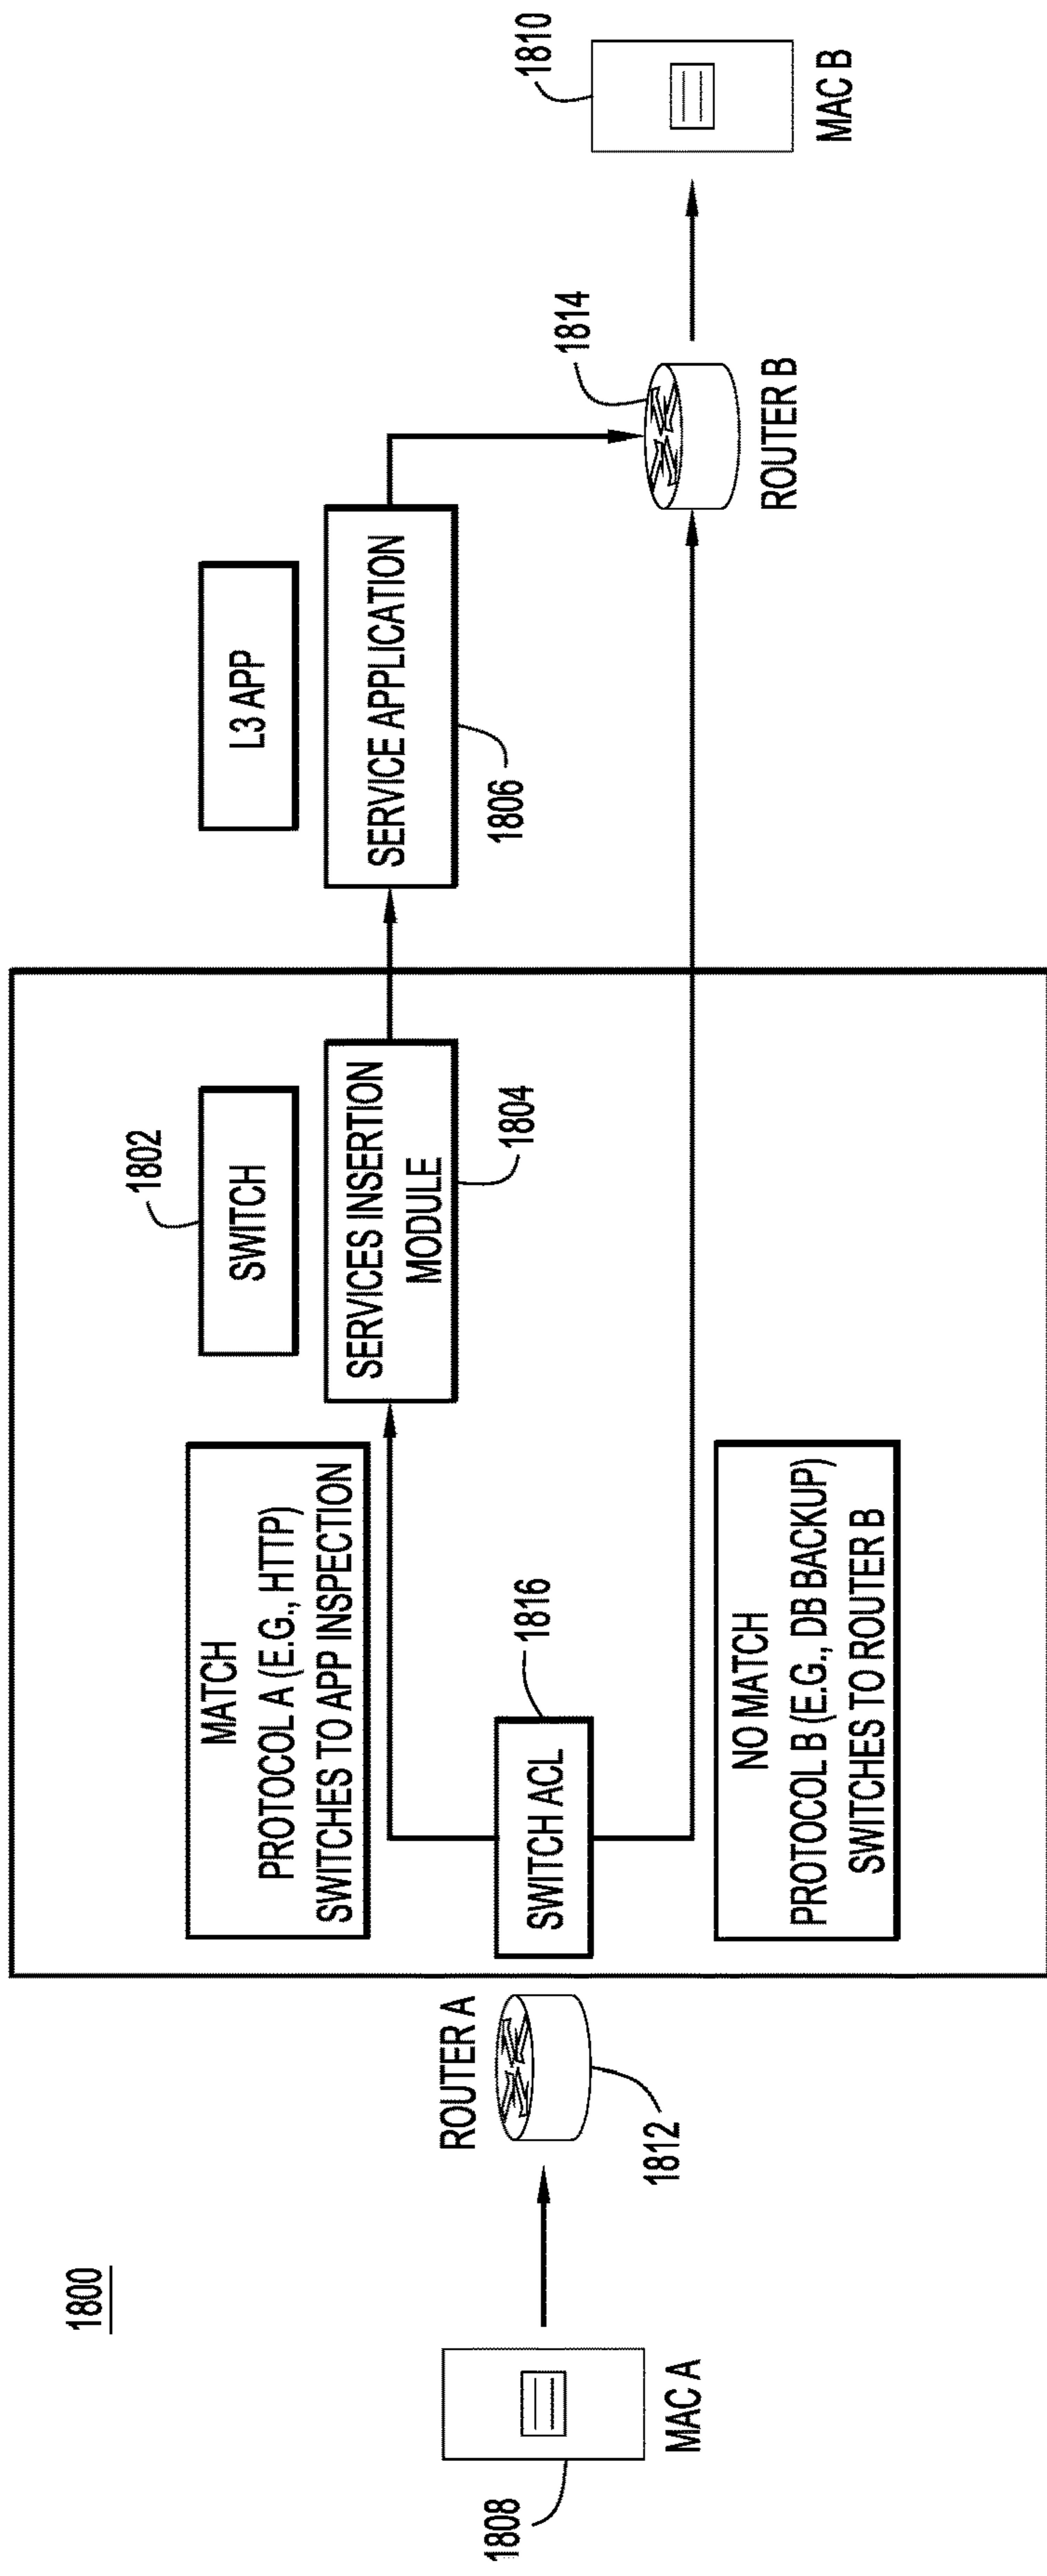 1800
1802
SWITCH
L3 APP
MATCH
PROTOCOL A (E.G., HTTP)
SWITCHES TO APP INSPECTION
SERVICES INSERTION
MODULE
1804
SERVICE APPLICATION
1806
ROUTER A
1812
SWITCH ACL
1816
1808
MAC A
1814
ROUTER B
1810
MAC B
NO MATCH
PROTOCOL B (E.G., DB BACKUP)
SWITCHES TO ROUTER B